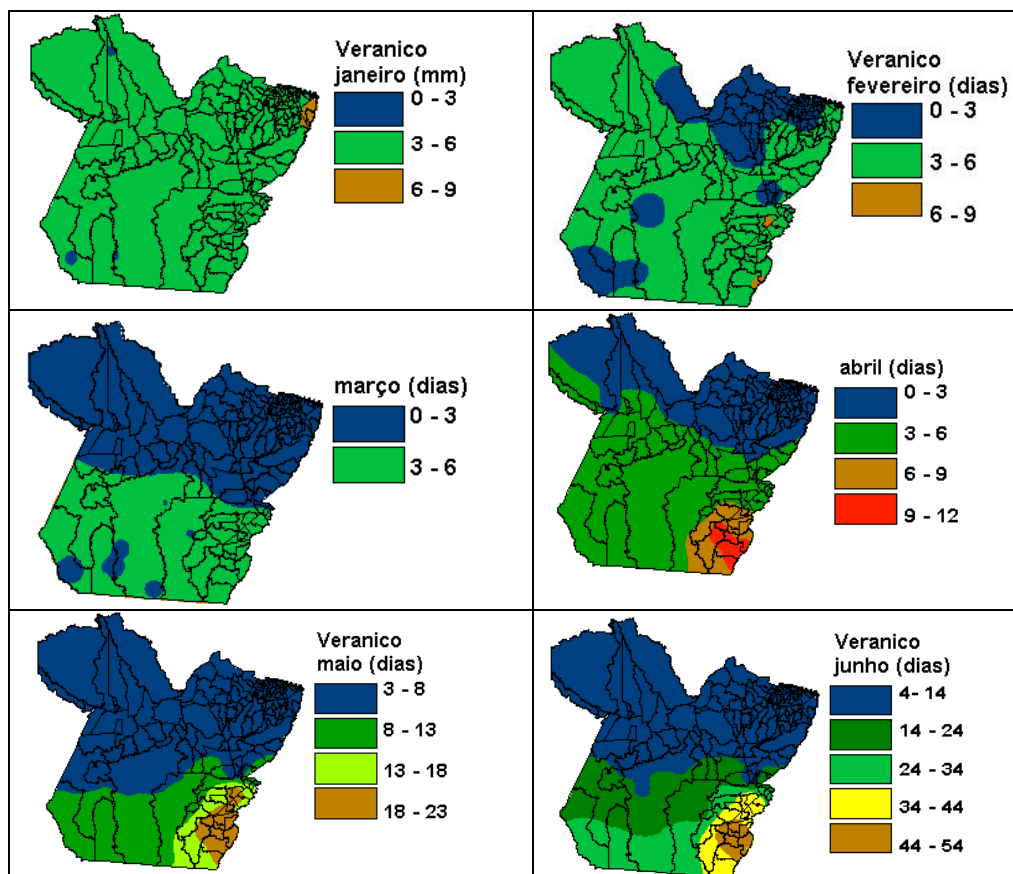 Veranico
janeiro (mm)
0 - 3
3 - 6
6 - 9
Veranico
fevereiro (dias)
0 - 3
3 - 6
6 - 9
março (dias)
0 - 3
3 - 6
abril (dias)
0 - 3
3 - 6
6 - 9
9 - 12
Veranico
maio (dias)
3 - 8
8 - 13
13 - 18
18 - 23
Veranico
junho (dias)
4- 14
14 - 24
24 - 34
34 - 44
44 - 54